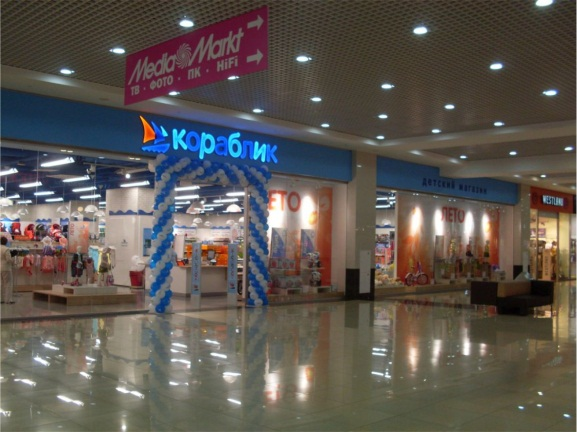 Media Markt
ТВ · ФОТО · ПК · HiFi
кораблик
детский магазин
WESTLAND
ЛЕТО
ЛЕТО